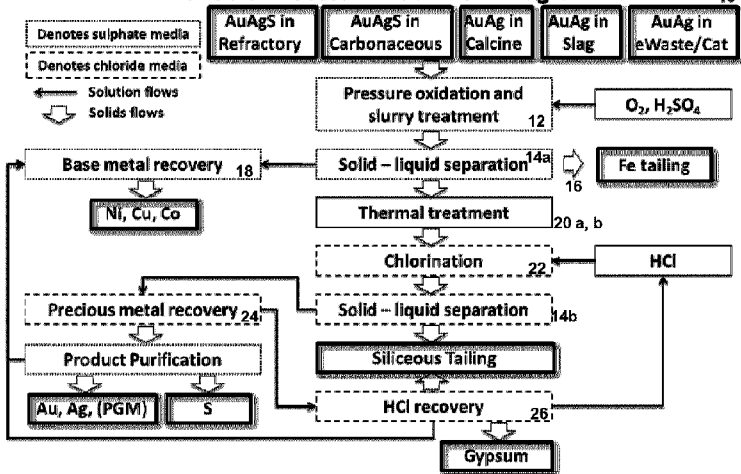 AuAgS in
Refractory
AuAgS in
Carbonaceous
AuAg in
Calcine
AuAg in
Slag
AuAg in
eWaste/Cat
Denotes sulphate media
Denotes chloride media
Solution flows
Solids flows
Pressure oxidation and
slurry treatment
12
O₂, H₂SO₄
Base metal recovery 18
Solid – liquid separation 14a
16
Fe tailing
Ni, Cu, Co
Thermal treatment
20 a, b
Chlorination 22
HCl
Precious metal recovery 24
Solid – liquid separation 14b
Product Purification
Siliceous Tailing
Au, Ag, (PGM)
S
HCl recovery 26
Gypsum